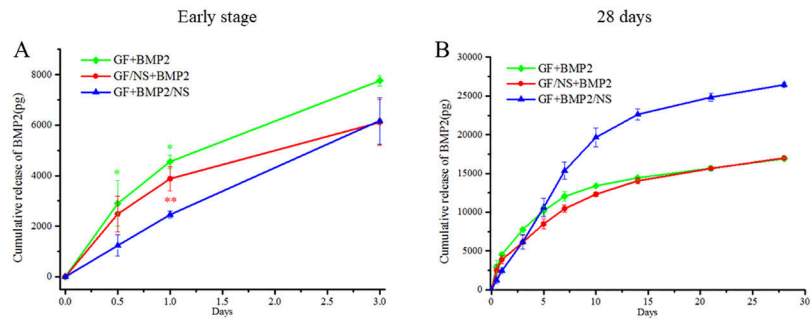 Early stage
28 days
A
GF+BMP2
GF/NS+BMP2
GF+BMP2/NS
*
*
**
Cumulative release of BMP2(pg)
8000
6000
4000
2000
0
0.0 0.5 1.0 1.5 2.0 2.5 3.0
Days
B
GF+BMP2
GF/NS+BMP2
GF+BMP2/NS
Cumulative release of BMP2(pg)
30000
25000
20000
15000
10000
5000
0
0 5 10 15 20 25 30
Days